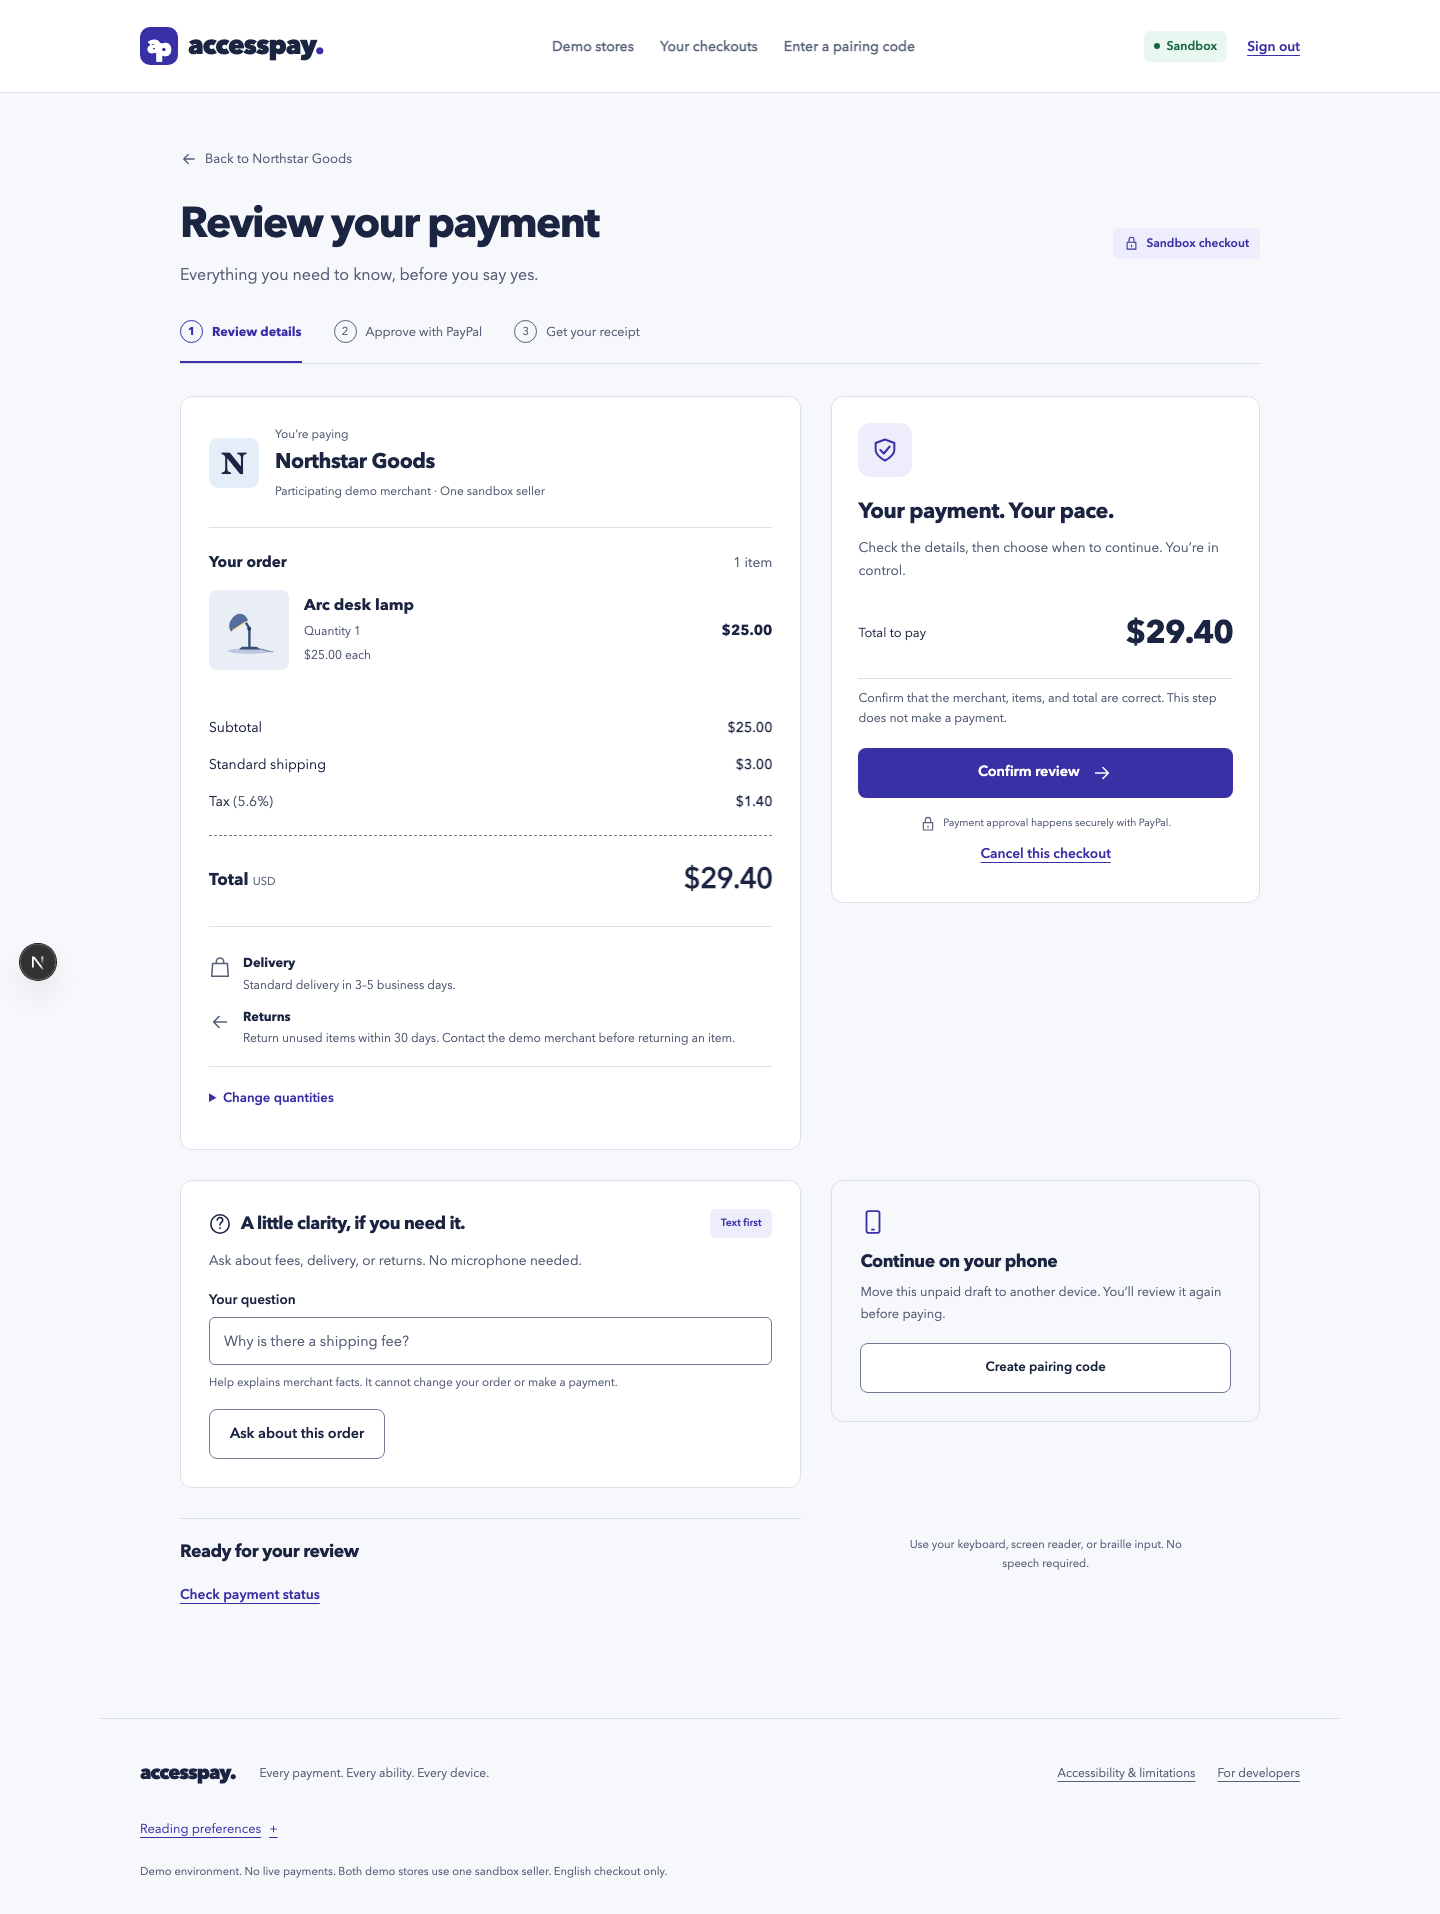 ap accesspay.
Demo stores
Your checkouts
Enter a pairing code
Sandbox
Sign out
Back to Northstar Goods
Review your payment
Everything you need to know, before you say yes.
Sandbox checkout
1 Review details
2 Approve with PayPal
3 Get your receipt
N
You're paying
Northstar Goods
Participating demo merchant · One sandbox seller
Your order
1 item
Arc desk lamp
Quantity 1
$25.00 each
$25.00
Subtotal $25.00
Standard shipping $3.00
Tax (5.6%) $1.40
Total USD $29.40
Delivery
Standard delivery in 3–5 business days.
Returns
Return unused items within 30 days. Contact the demo merchant before returning an item.
Change quantities
Your payment. Your pace.
Check the details, then choose when to continue. You're in
control.
Total to pay $29.40
Confirm that the merchant, items, and total are correct. This step
does not make a payment.
Confirm review
Payment approval happens securely with PayPal.
Cancel this checkout
N
A little clarity, if you need it.
Text first
Ask about fees, delivery, or returns. No microphone needed.
Your question
Why is there a shipping fee?
Help explains merchant facts. It cannot change your order or make a payment.
Ask about this order
Continue on your phone
Move this unpaid draft to another device. You'll review it again
before paying.
Create pairing code
Ready for your review
Check payment status
Use your keyboard, screen reader, or braille input. No
speech required.
accesspay.
Every payment. Every ability. Every device.
Accessibility & limitations
For developers
Reading preferences +
Demo environment. No live payments. Both demo stores use one sandbox seller. English checkout only.